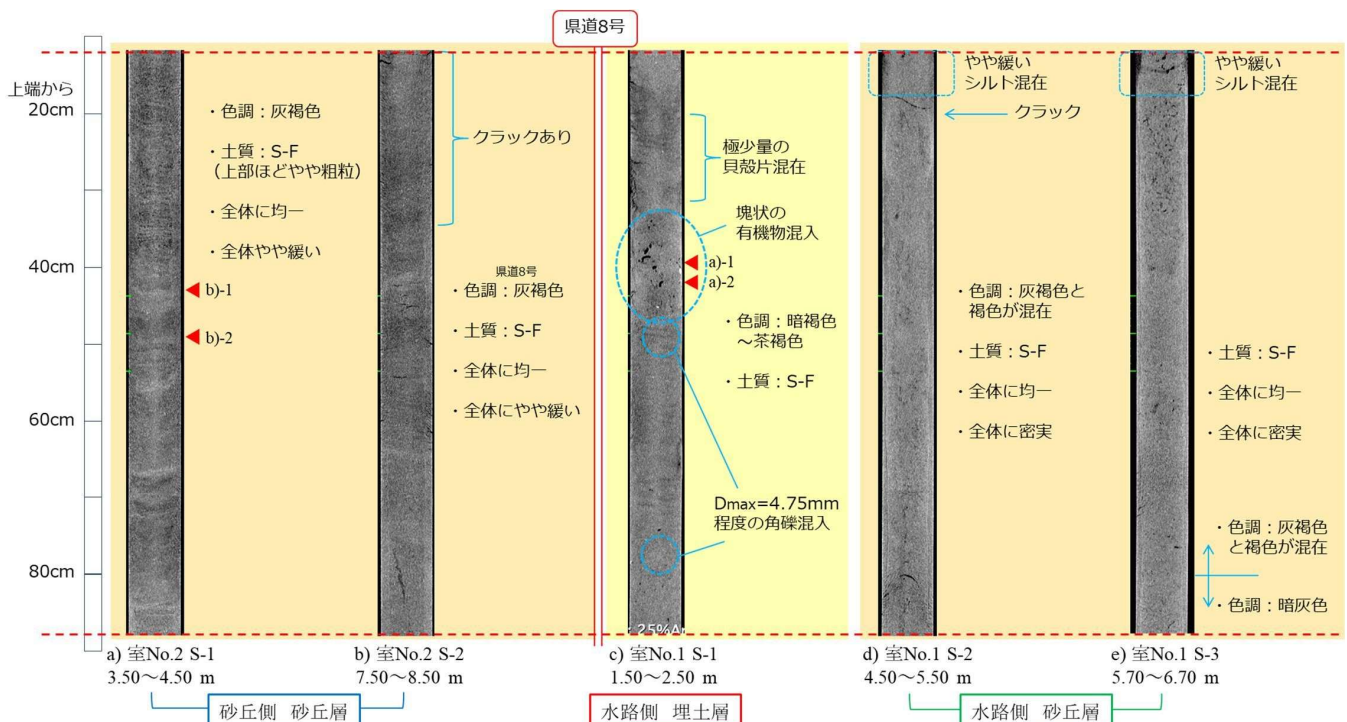 県道8号
上端から
20cm
40cm
60cm
80cm
・色調：灰褐色
・土質：S-F
（上部ほどやや粗粒）
・全体に均一
・全体やや緩い
b)-1
b)-2
クラックあり
県道8号
・色調：灰褐色
・土質：S-F
・全体に均一
・全体にやや緩い
極少量の
貝殻片混在
塊状の
有機物混入
a)-1
a)-2
・色調：暗褐色
～茶褐色
・土質：S-F
Dmax=4.75mm
程度の角礫混入
25%A
やや緩い
シルト混在
クラック
・色調：灰褐色と
褐色が混在
・土質：S-F
・全体に均一
・全体に密実
やや緩い
シルト混在
・土質：S-F
・全体に均一
・全体に密実
・色調：灰褐色
と褐色が混在
・色調：暗灰色
a) 室No.2 S-1
3.50～4.50 m
b) 室No.2 S-2
7.50～8.50 m
c) 室No.1 S-1
1.50～2.50 m
d) 室No.1 S-2
4.50～5.50 m
e) 室No.1 S-3
5.70～6.70 m
砂丘側 砂丘層
水路側 埋土層
水路側 砂丘層